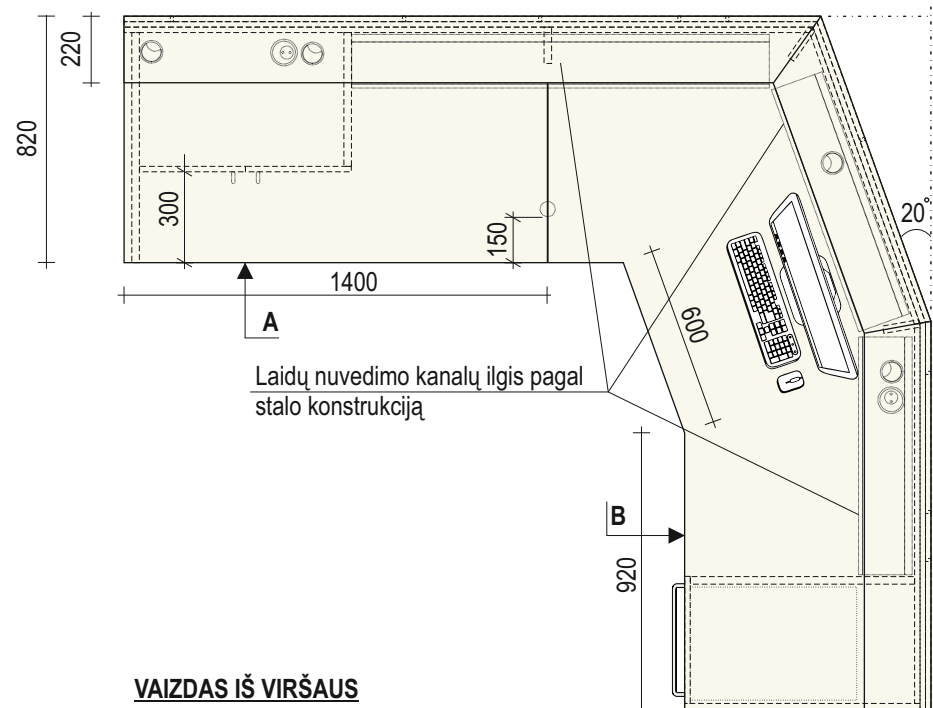 220
820
300
150
20°
1400
A
600
Laidų nuvedimo kanalų ilgis pagal
stalo konstrukciją
B
920
VAIZDAS IŠ VIRŠAUS